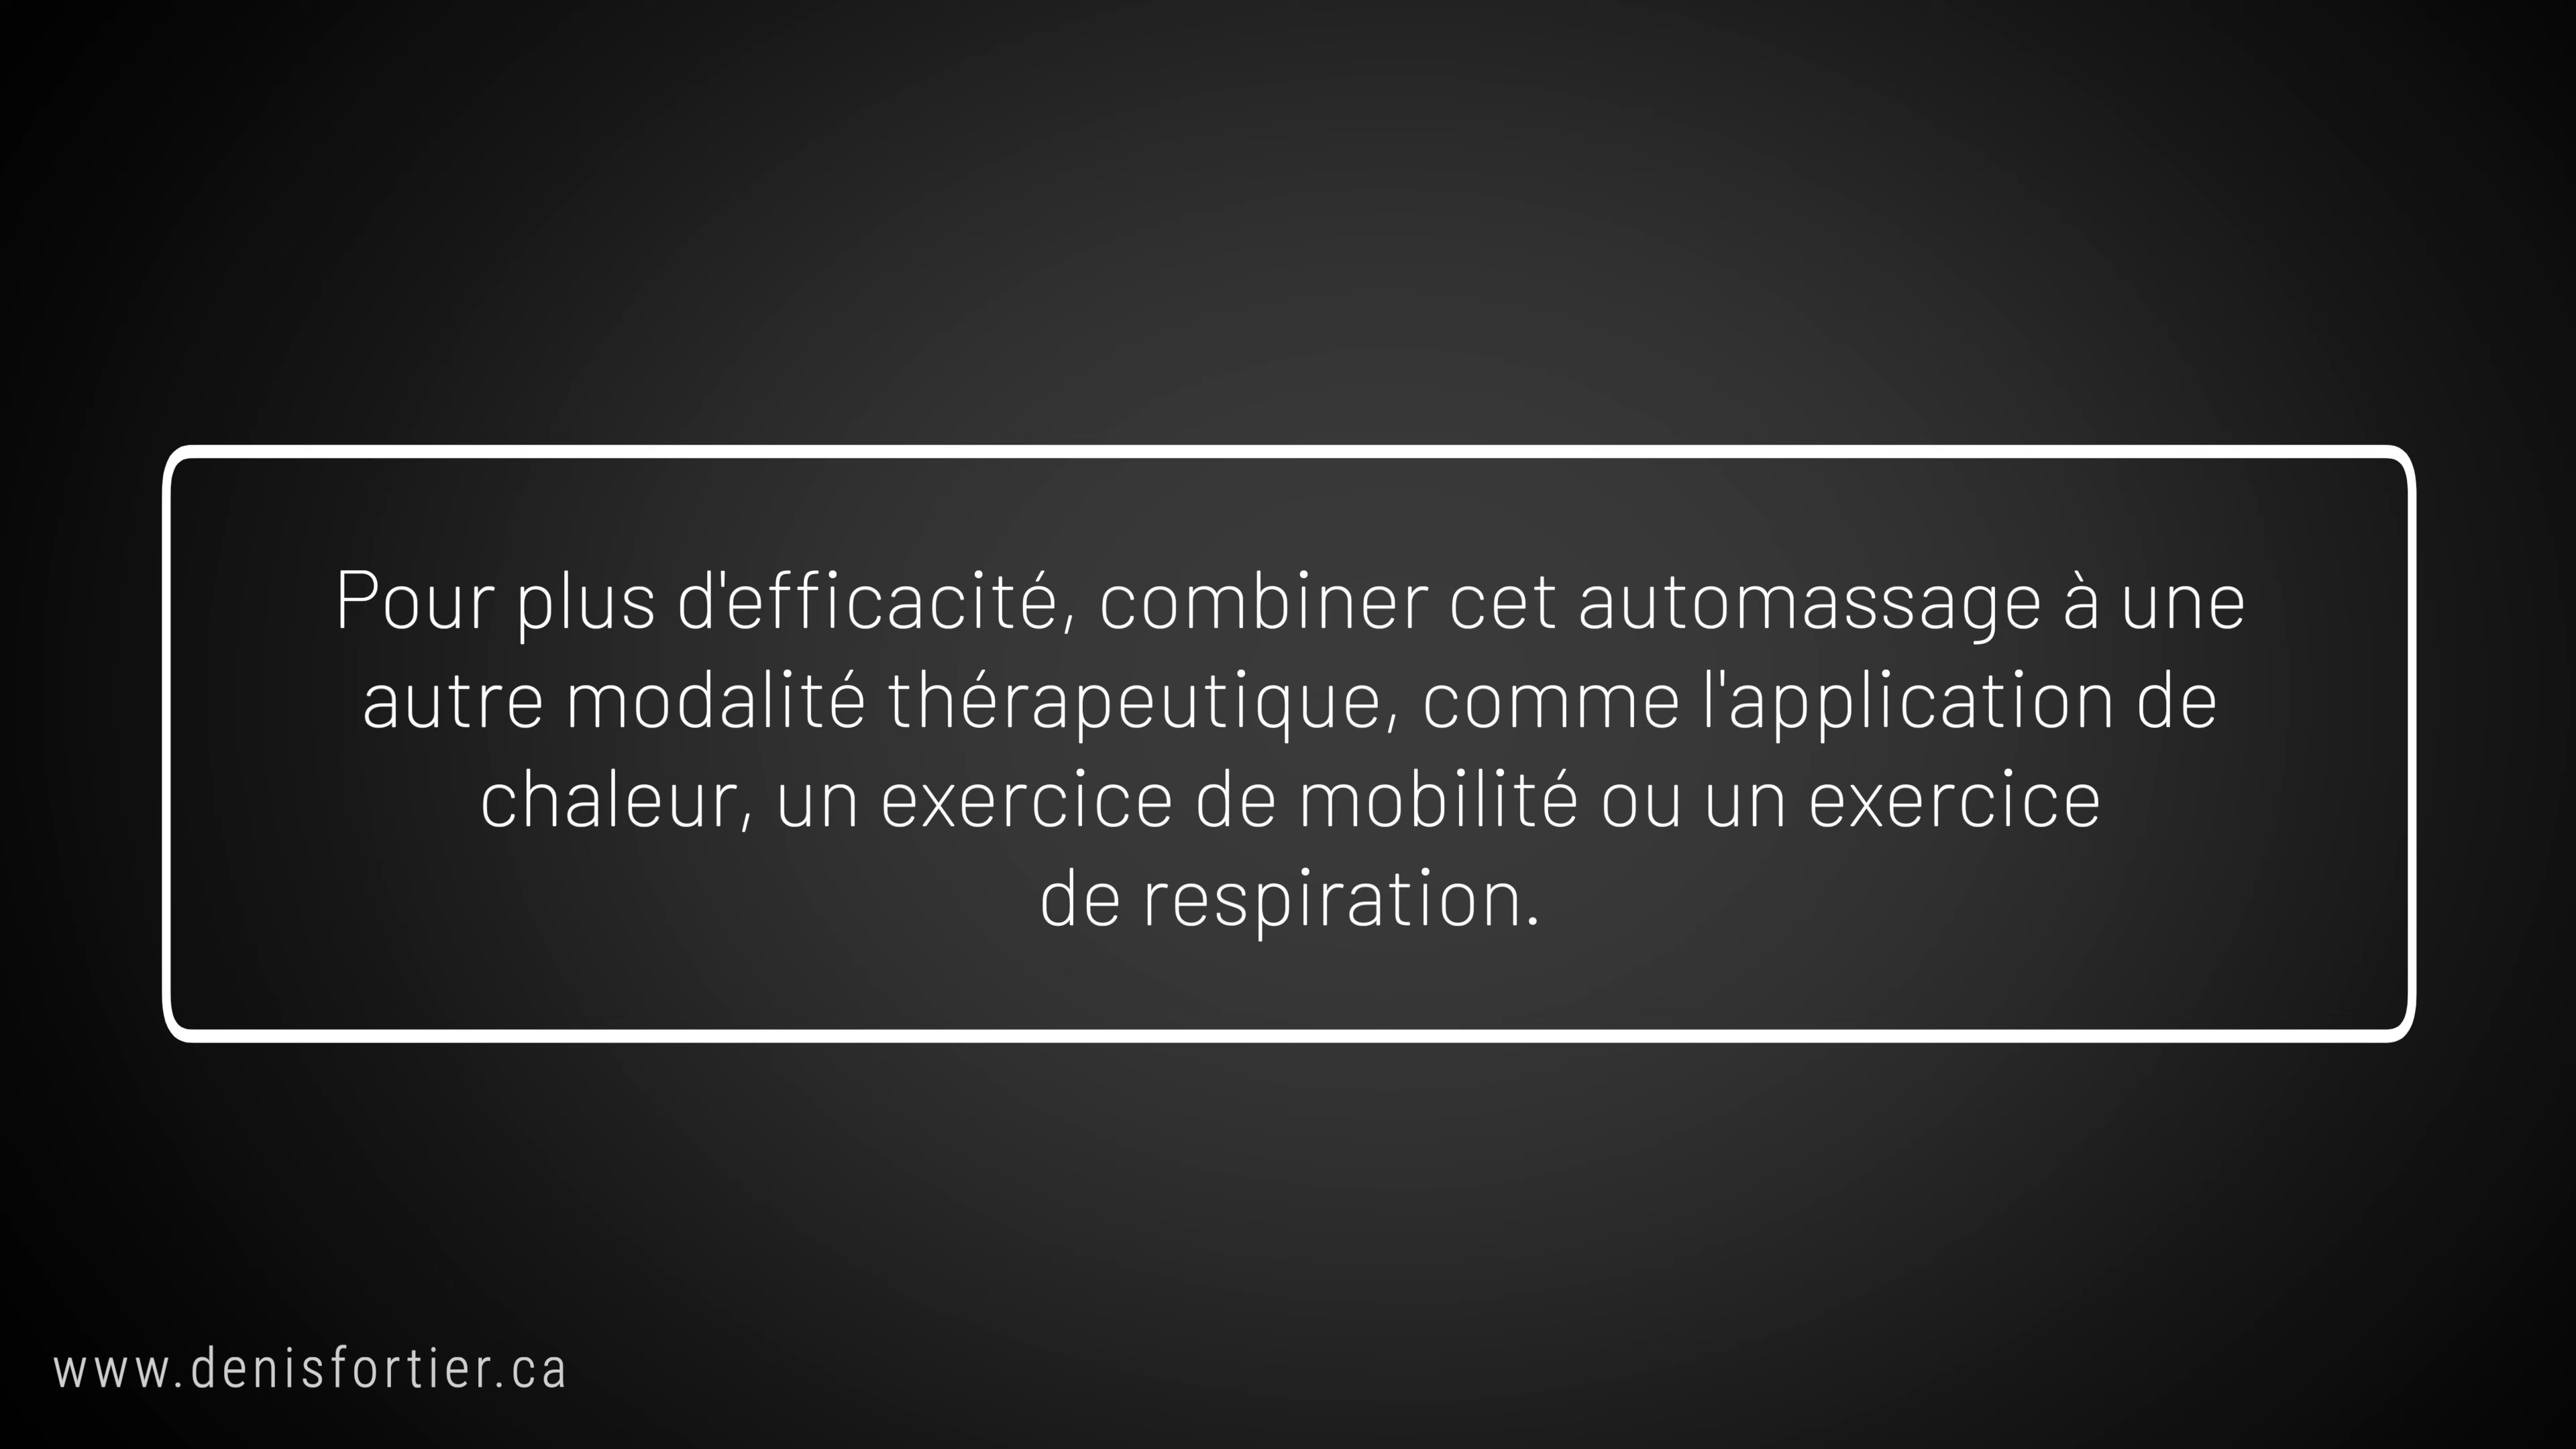 Pour plus d'efficacité, combiner cet automassage à une
autre modalité thérapeutique, comme l'application de
chaleur, un exercice de mobilité ou un exercice
de respiration.
www.denisfortier.ca